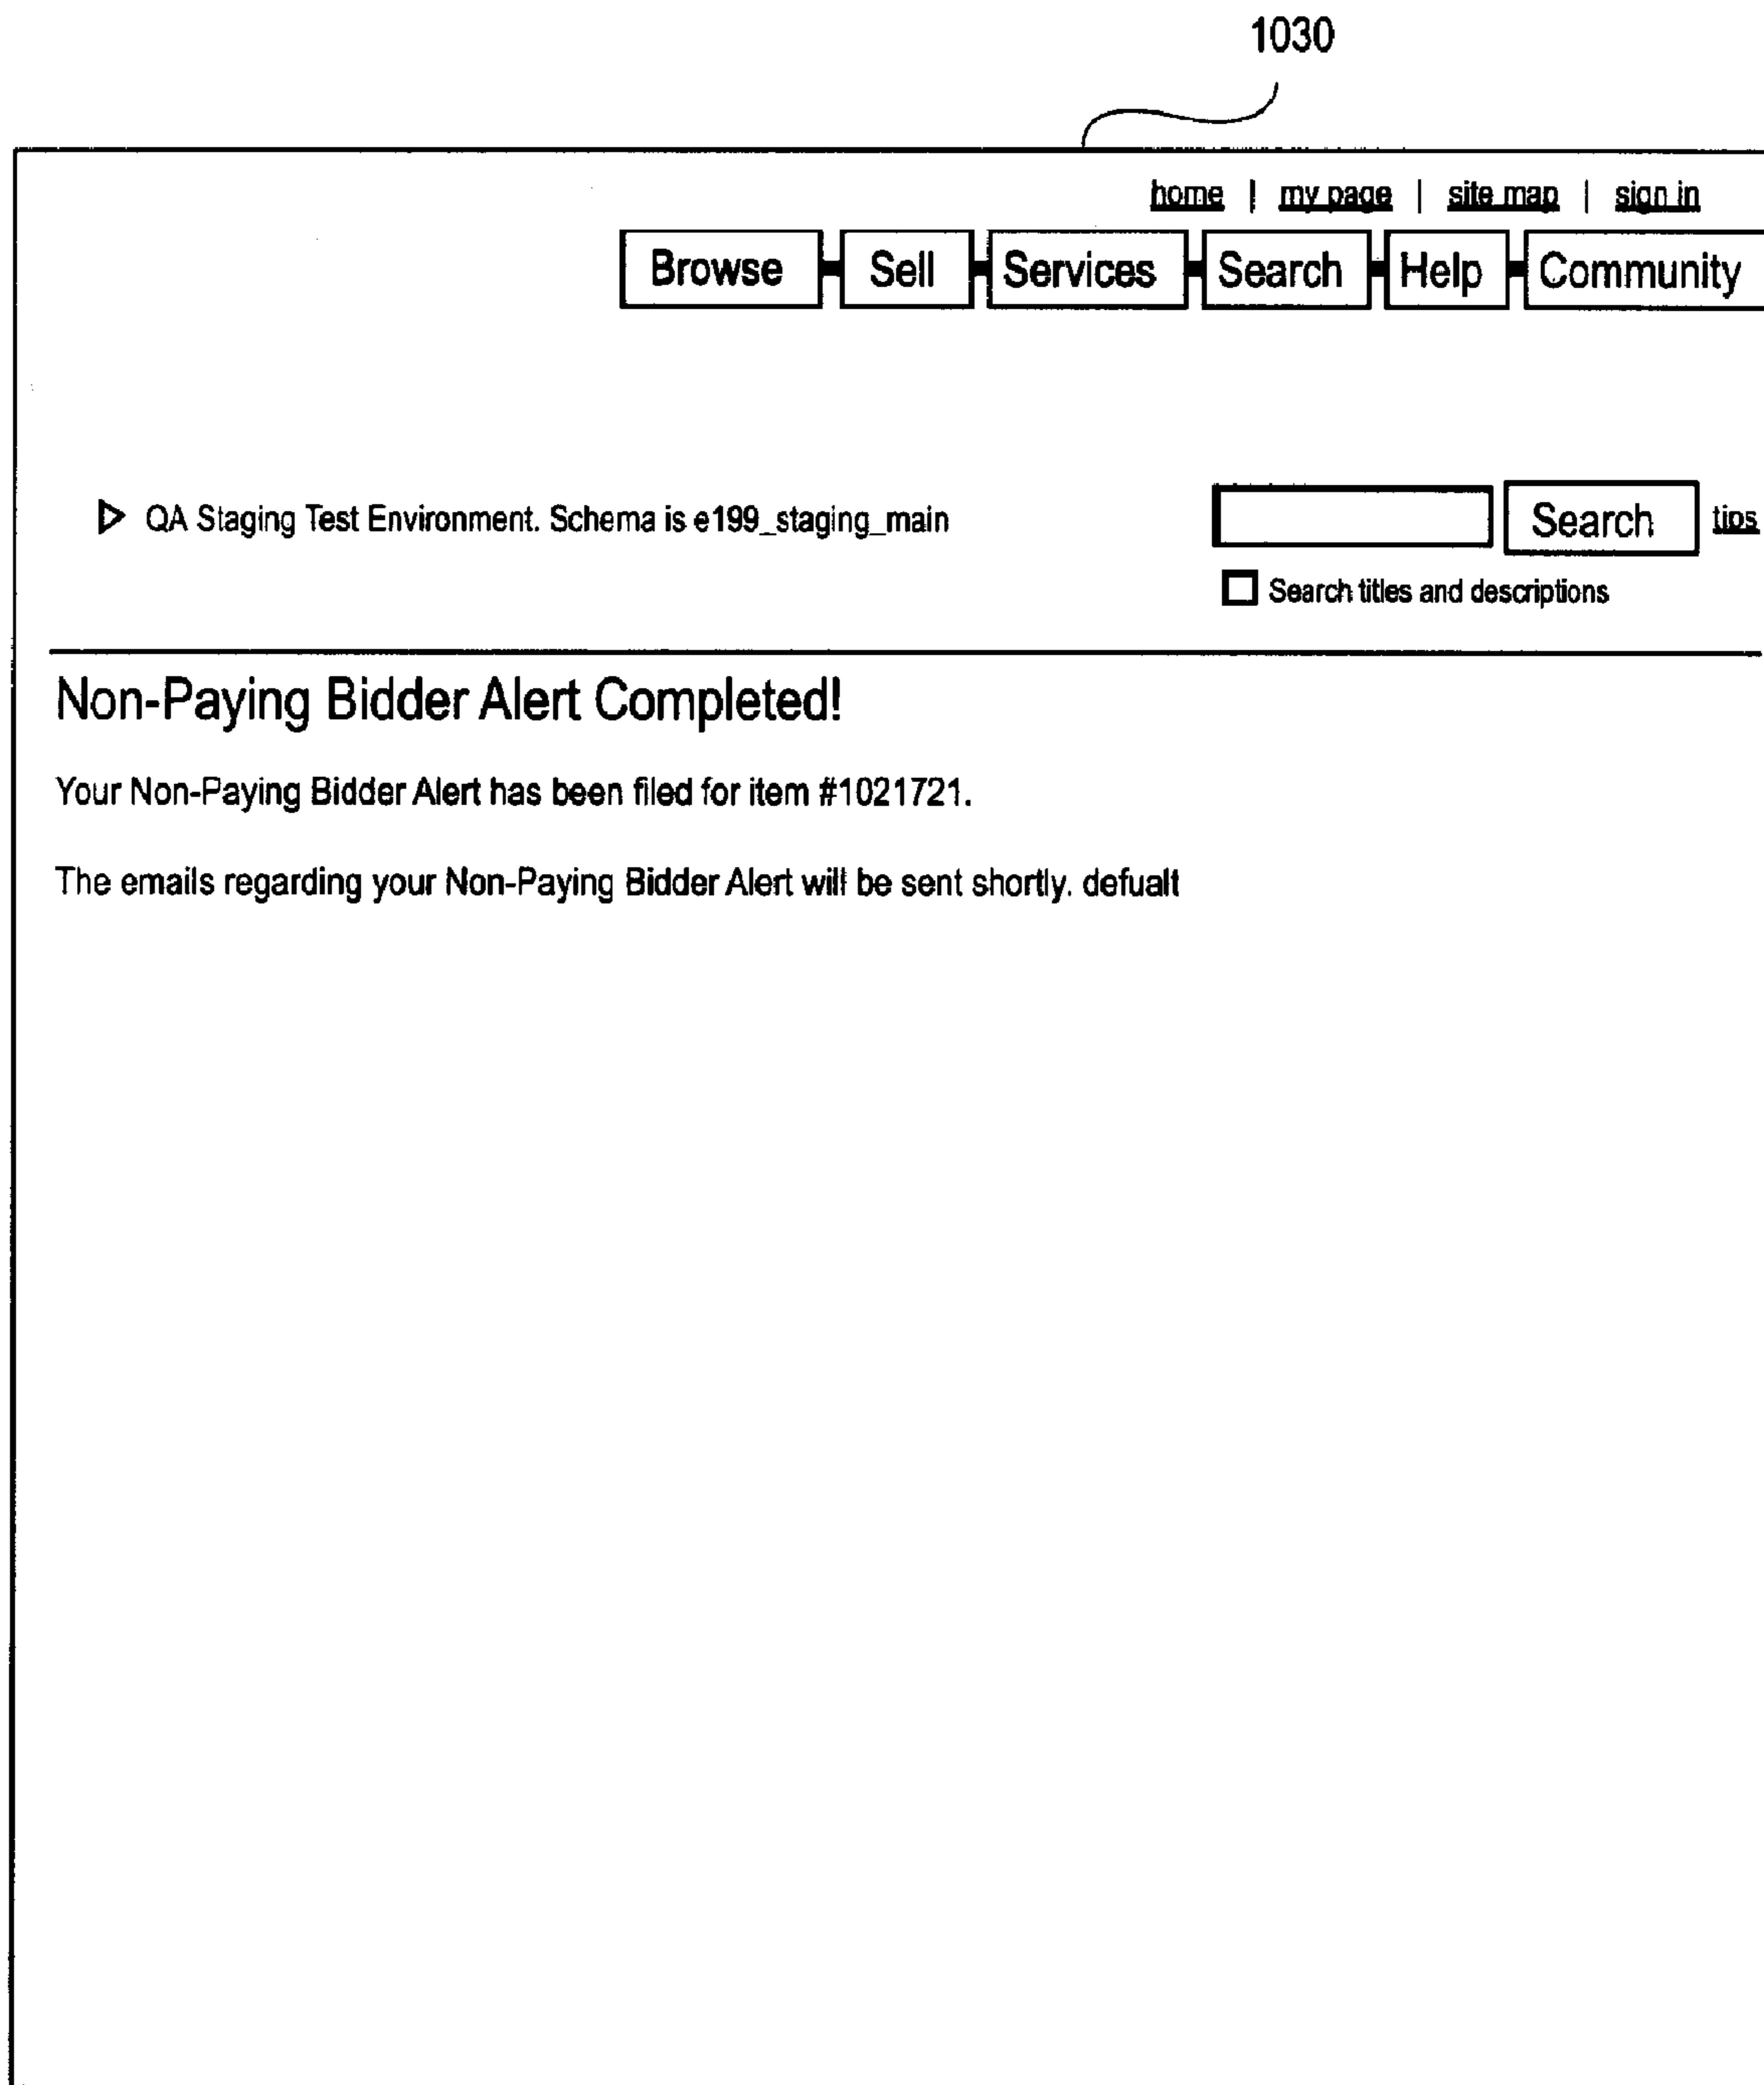 1030
home | my page | site map | sign in
Browse Sell Services Search Help Community
QA Staging Test Environment. Schema is e199_staging_main
Search tips
Search titles and descriptions
Non-Paying Bidder Alert Completed!
Your Non-Paying Bidder Alert has been filed for item #1021721.
The emails regarding your Non-Paying Bidder Alert will be sent shortly. defualt